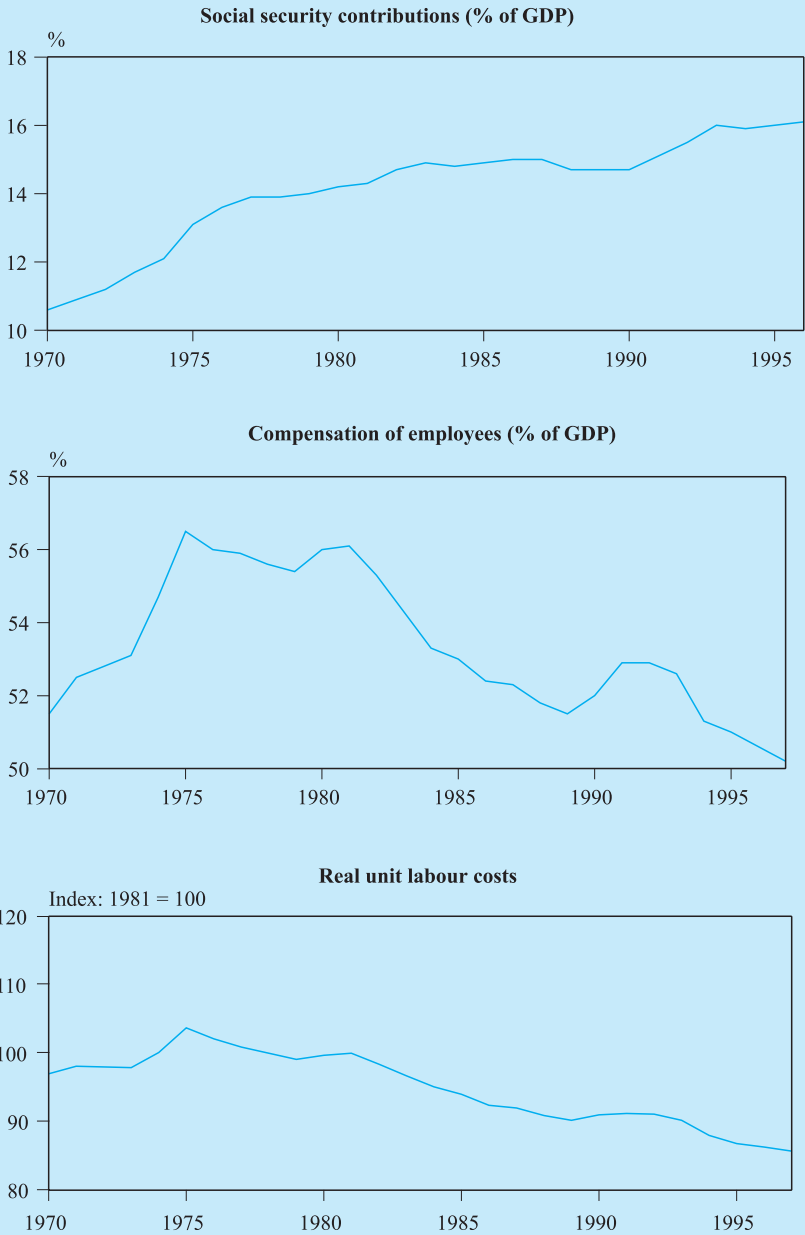 Social security contributions (% of GDP)
%
18
16
14
12
10
1970 1975 1980 1985 1990 1995
Compensation of employees (% of GDP)
%
58
56
54
52
50
1970 1975 1980 1985 1990 1995
Real unit labour costs
Index: 1981 = 100
120
110
100
90
80
1970 1975 1980 1985 1990 1995